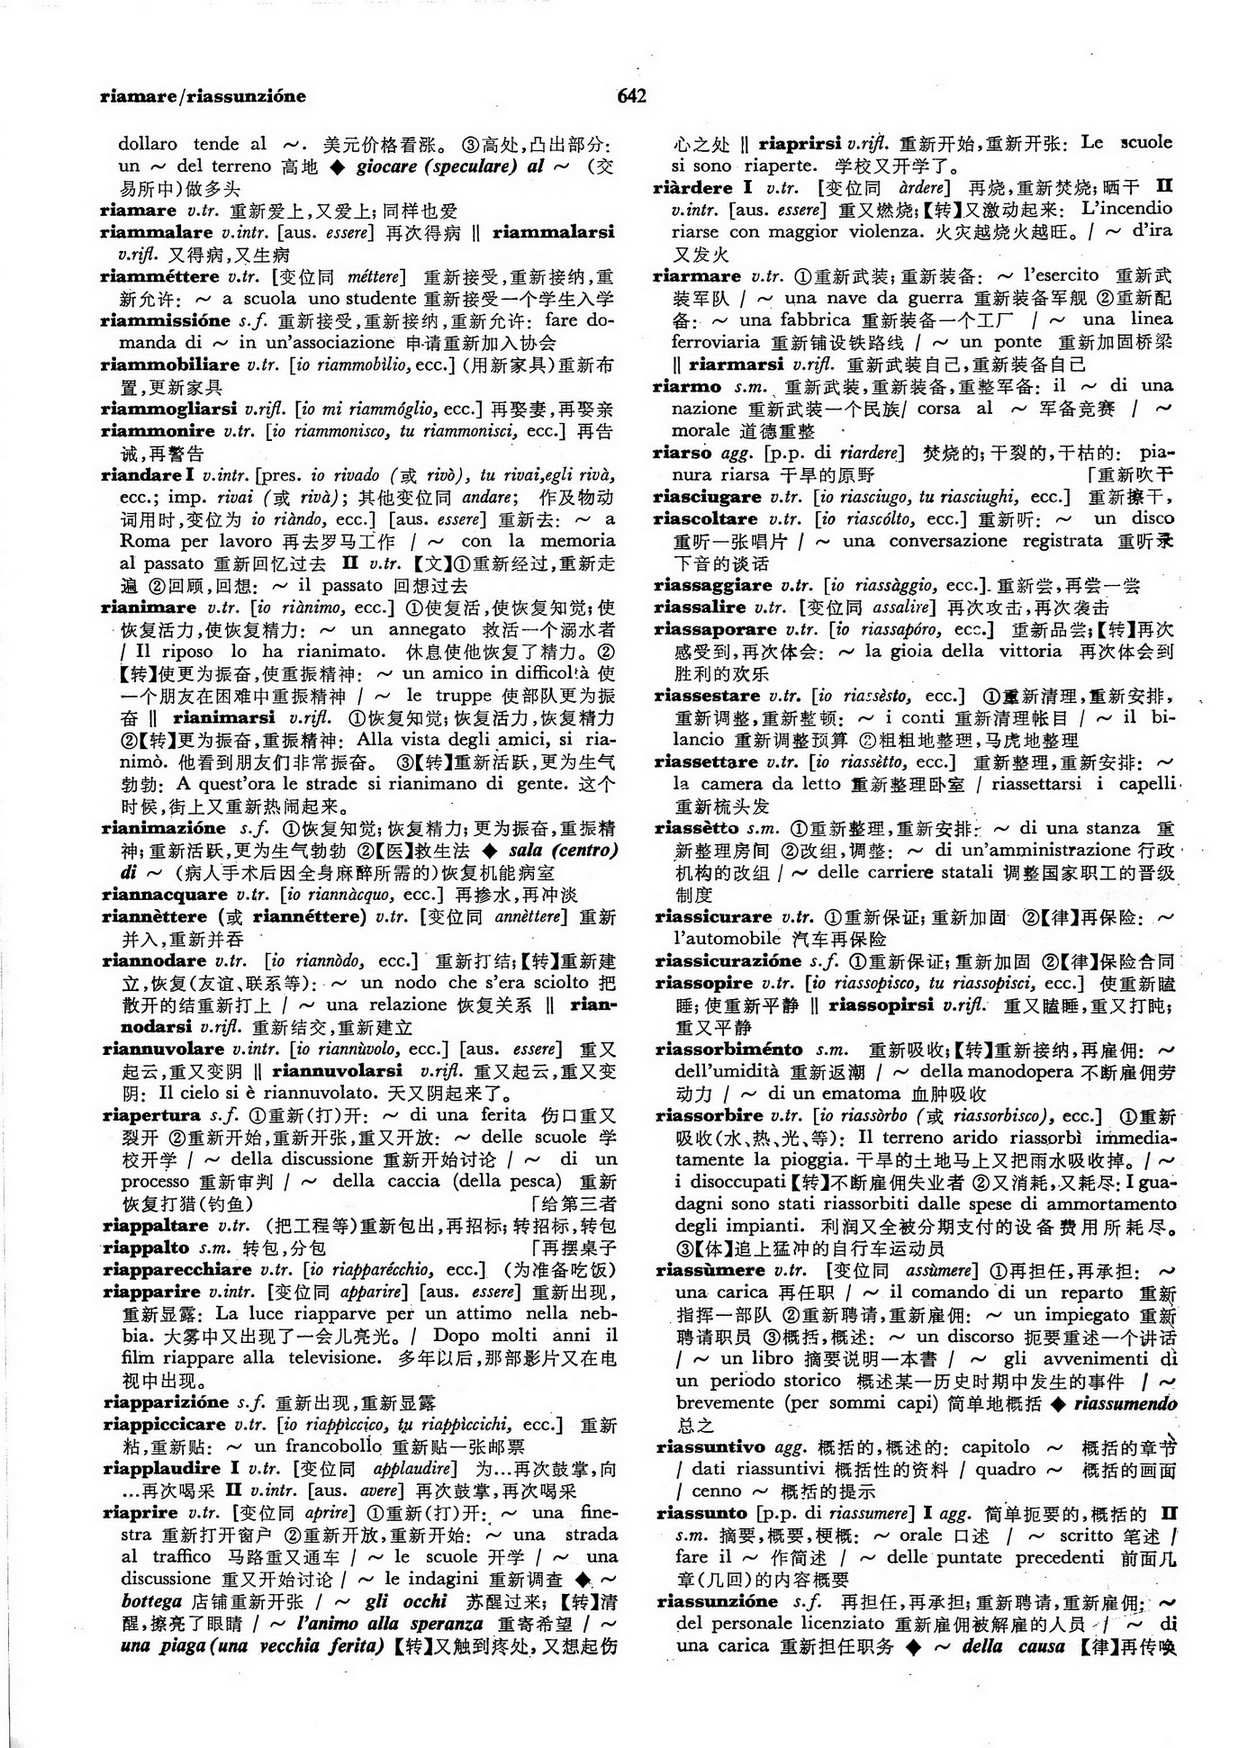 riamare/riassunzióne
642
dollaro tende al ～. 美元价格看涨。 ③高处,凸出部分:
un ～ del terreno 高地 ◆ giocare (speculare) al ～ (交
易所中)做多头
riamare v.tr. 重新爱上,又爱上; 同样也爱
riammalare v.intr. [aus. essere] 再次得病 ‖ riammalarsi
v.rifl. 又得病,又生病
riamméttere v.tr. [变位同 méttere] 重新接受,重新接纳,重
新允许: ～ a scuola uno studente 重新接受一个学生入学
riammissióne s.f. 重新接受,重新接纳,重新允许: fare do-
manda di ～ in un'associazione 申请重新加入协会
riammobiliare v.tr. [io riammobìlio, ecc.] (用新家具)重新布
置,更新家具
riammogliarsi v.rifl. [io mi riammóglio, ecc.] 再娶妻,再娶亲
riammonire v.tr. [io riammonisco, tu riammonisci, ecc.] 再告
诫,再警告
riandare I v.intr. [pres. io rivado (或 rivò), tu rivai,egli rivà,
ecc.; imp. rivai (或 rivà); 其他变位同 andare; 作及物动
词用时,变位为 io riàndo, ecc.] [aus. essere] 重新去: ～ a
Roma per lavoro 再去罗马工作 / ～ con la memoria
al passato 重新回忆过去 II v.tr. 【文】①重新经过,重新走
遍 ②回顾,回想: ～ il passato 回想过去
rianimare v.tr. [io riànimo, ecc.] ①使复活,使恢复知觉; 使
恢复活力,使恢复精力: ～ un annegato 救活一个溺水者
/ Il riposo lo ha rianimato. 休息使他恢复了精力。②
【转】使更为振奋,使重振精神: ～ un amico in difficoltà 使
一个朋友在困难中重振精神 / ～ le truppe 使部队更为振
奋 ‖ rianimarsi v.rifl. ①恢复知觉; 恢复活力,恢复精力
②【转】更为振奋,重振精神: Alla vista degli amici, si ria-
nimò. 他看到朋友们非常振奋。 ③【转】重新活跃,更为生气
勃勃: A quest'ora le strade si rianimano di gente. 这个
时候,街上又重新热闹起来。
rianimazióne s.f. ①恢复知觉; 恢复精力; 更为振奋,重振精
神; 重新活跃,更为生气勃勃 ②【医】救生法 ◆ sala (centro)
di ～ (病人手术后因全身麻醉所需的)恢复机能病室
riannacquare v.tr. [io riannàcquo, ecc.] 再掺水,再冲淡
riannèttere (或 riannéttere) v.tr. [变位同 annèttere] 重新
并入,重新并吞
riannodare v.tr. [io riannòdo, ecc.] 重新打结; 【转】重新建
立,恢复(友谊、联系等): ～ un nodo che s'era sciolto 把
散开的结重新打上 / ～ una relazione 恢复关系 ‖ rian-
nodarsi v.rifl. 重新结交,重新建立
riannuvolare v.intr. [io riannùvolo, ecc.] [aus. essere] 重又
起云,重又变阴 ‖ riannuvolarsi v.rifl. 重又起云,重又变
阴: Il cielo si è riannuvolato. 天又阴起来了。
riapertura s.f. ①重新(打)开: ～ di una ferita 伤口重又
裂开 ②重新开始,重新开张,重又开放: ～ delle scuole 学
校开学 / ～ della discussione 重新开始讨论 / ～ di un
processo 重新审判 / ～ della caccia (della pesca) 重新
恢复打猎(钓鱼) 「给第三者
riappaltare v.tr. (把工程等)重新包出,再招标; 转招标,转包
riappalto s.m. 转包,分包 「再摆桌子
riapparecchiare v.tr. [io riapparécchio, ecc.] (为准备吃饭)
riapparire v.intr. [变位同 apparire] [aus. essere] 重新出现,
重新显露: La luce riapparve per un attimo nella neb-
bia. 大雾中又出现了一会儿亮光。/ Dopo molti anni il
film riappare alla televisione. 多年以后,那部影片又在电
视中出现。
riapparizióne s.f. 重新出现,重新显露
riappiccicare v.tr. [io riappìccico, tu riappìccichi, ecc.] 重新
粘,重新贴: ～ un francobollo 重新贴一张邮票
riapplaudire I v.tr. [变位同 applaudire] 为…再次鼓掌,向
…再次喝采 II v.intr. [aus. avere] 再次鼓掌,再次喝采
riaprire v.tr. [变位同 aprire] ①重新(打)开: ～ una fine-
stra 重新打开窗户 ②重新开放,重新开始: ～ una strada
al traffico 马路重又通车 / ～ le scuole 开学 / ～ una
discussione 重又开始讨论 / ～ le indagini 重新调查 ◆ ～
bottega 店铺重新开张 / ～ gli occhi 苏醒过来; 【转】清
醒,擦亮了眼睛 / ～ l'animo alla speranza 重寄希望 / ～
una piaga (una vecchia ferita) 【转】又触到疼处,又想起伤
心之处 ‖ riaprirsi v.rifl. 重新开始,重新开张: Le scuole
si sono riaperte. 学校又开学了。
riàrdere I v.tr. [变位同 àrdere] 再烧,重新焚烧; 晒干 II
v.intr. [aus. essere] 重又燃烧; 【转】又激动起来: L'incendio
riarse con maggior violenza. 火灾越烧火越旺。/ ～ d'ira
又发火
riarmare v.tr. ①重新武装; 重新装备: ～ l'esercito 重新武
装军队 / ～ una nave da guerra 重新装备军舰 ②重新配
备: ～ una fabbrica 重新装备一个工厂 / ～ una linea
ferroviaria 重新铺设铁路线 / ～ un ponte 重新加固桥梁
‖ riarmarsi v.rifl. 重新武装自己,重新装备自己
riarmo s.m. 重新武装,重新装备,重整军备: il ～ di una
nazione 重新武装一个民族/ corsa al ～ 军备竞赛 / ～
morale 道德重整
riarso agg. [p.p. di riardere] 焚烧的; 干裂的,干枯的: pia-
nura riarsa 干旱的原野 「重新吹干
riasciugare v.tr. [io riasciugo, tu riasciughi, ecc.] 重新擦干,
riascoltare v.tr. [io riascólto, ecc.] 重新听: ～ un disco
重听一张唱片 / ～ una conversazione registrata 重听录
下音的谈话
riassaggiare v.tr. [io riassàggio, ecc.] 重新尝,再尝一尝
riassalire v.tr. [变位同 assalire] 再次攻击,再次袭击
riassaporare v.tr. [io riassapóro, ecc.] 重新品尝; 【转】再次
感受到,再次体会: ～ la gioia della vittoria 再次体会到
胜利的欢乐
riassestare v.tr. [io riassèsto, ecc.] ①重新清理,重新安排,
重新调整,重新整顿: ～ i conti 重新清理帐目 / ～ il bi-
lancio 重新调整预算 ②粗粗地整理,马虎地整理
riassettare v.tr. [io riassètto, ecc.] 重新整理,重新安排: ～
la camera da letto 重新整理卧室 / riassettarsi i capelli
重新梳头发
riassètto s.m. ①重新整理,重新安排: ～ di una stanza 重
新整理房间 ②改组,调整: ～ di un'amministrazione 行政
机构的改组 / ～ delle carriere statali 调整国家职工的晋级
制度
riassicurare v.tr. ①重新保证; 重新加固 ②【律】再保险: ～
l'automobile 汽车再保险
riassicurazióne s.f. ①重新保证; 重新加固 ②【律】保险合同
riassopire v.tr. [io riassopisco, tu riassopisci, ecc.] 使重新瞌
睡; 使重新平静 ‖ riassopirsi v.rifl. 重又瞌睡,重又打盹;
重又平静
riassorbiménto s.m. 重新吸收; 【转】重新接纳,再雇佣: ～
dell'umidità 重新返潮 / ～ della manodopera 不断雇佣劳
动力 / ～ di un ematoma 血肿吸收
riassorbire v.tr. [io riassòrbo (或 riassorbisco), ecc.] ①重新
吸收(水、热、光、等): Il terreno arido riassorbì immedia-
tamente la pioggia. 干旱的土地马上又把雨水吸收掉。/ ～
i disoccupati 【转】不断雇佣失业者 ②又消耗,又耗尽: I gua-
dagni sono stati riassorbiti dalle spese di ammortamento
degli impianti. 利润又全被分期支付的设备费用所耗尽。
③【体】追上猛冲的自行车运动员
riassùmere v.tr. [变位同 assùmere] ①再担任,再承担: ～
una carica 再任职 / ～ il comando di un reparto 重新
指挥一部队 ②重新聘请,重新雇佣: ～ un impiegato 重新
聘请职员 ③概括,概述: ～ un discorso 扼要重述一个讲话
/ ～ un libro 摘要说明一本書 / ～ gli avvenimenti di
un periodo storico 概述某一历史时期中发生的事件 / ～
brevemente (per sommi capi) 简单地概括 ◆ riassumendo
总之
riassuntivo agg. 概括的,概述的: capitolo ～ 概括的章节
/ dati riassuntivi 概括性的资料 / quadro ～ 概括的画面
/ cenno ～ 概括的提示
riassunto [p.p. di riassumere] I agg. 简单扼要的,概括的 II
s.m. 摘要,概要,梗概: ～ orale 口述 / ～ scritto 笔述 /
fare il ～ 作简述 / ～ delle puntate precedenti 前面几
章(几回)的内容概要
riassunzióne s.f. 再担任,再承担; 重新聘请,重新雇佣: ～
del personale licenziato 重新雇佣被解雇的人员 / ～ di
una carica 重新担任职务 ◆ ～ della causa 【律】再传唤